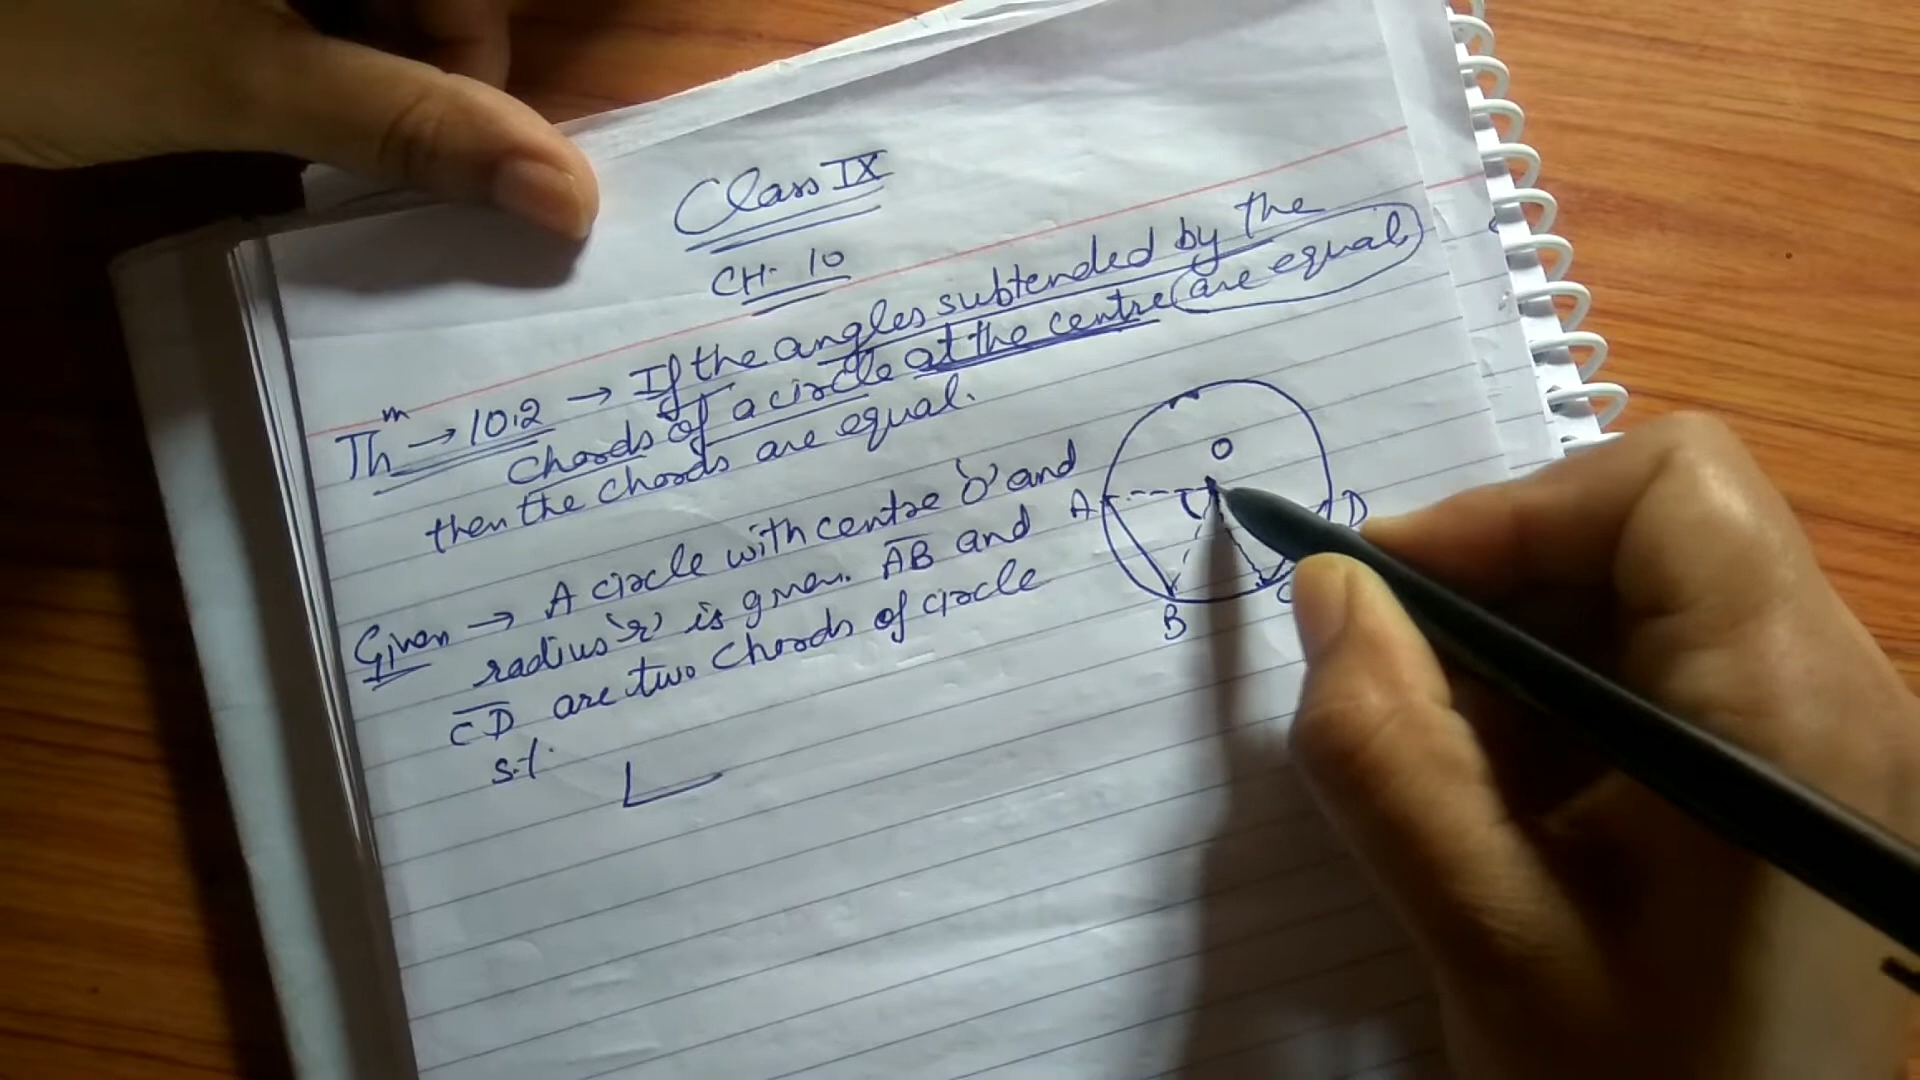 Class IX
CH. 10
Thm → 10.2 → If the angles subtended by the
chords of a circle at the centre are equal
then the chords are equal.
Given → A circle with centre 'O' and
radius 'r' is given. AB and
CD are two chords of circle
s.t.
O
A
D
B
C